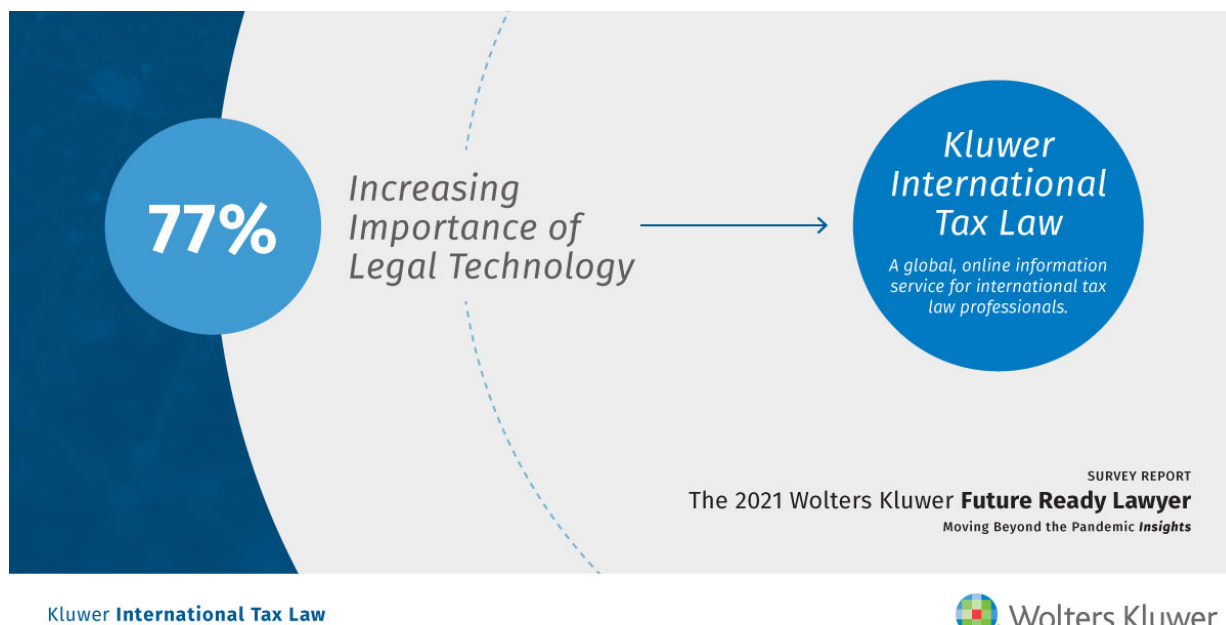 77%
Increasing
Importance of
Legal Technology
Kluwer
International
Tax Law
A global, online information
service for international tax
law professionals.
SURVEY REPORT
The 2021 Wolters Kluwer Future Ready Lawyer
Moving Beyond the Pandemic Insights
Kluwer International Tax Law
Wolters Kluwer